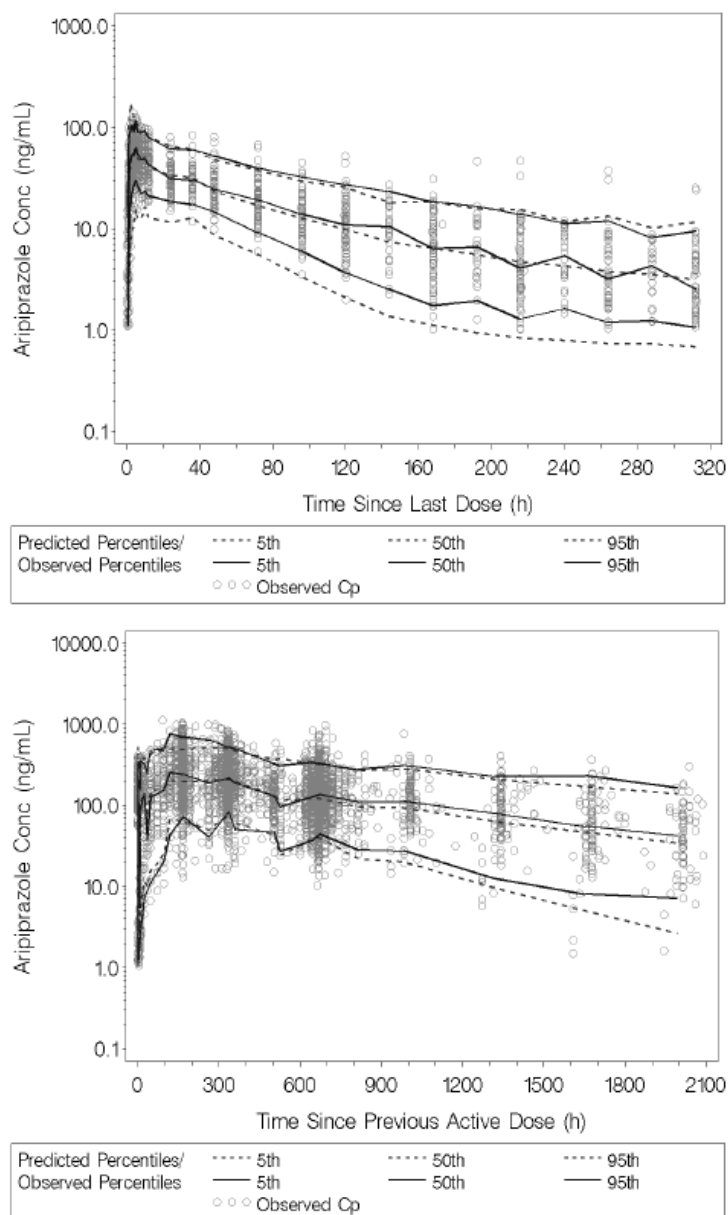 1000.0
100.0
10.0
1.0
0.1
Aripiprazole Conc (ng/mL)
0 40 80 120 160 200 240 280 320
Time Since Last Dose (h)
Predicted Percentiles/ 5th 50th 95th
Observed Percentiles 5th 50th 95th
Observed Cp
10000.0
1000.0
100.0
10.0
1.0
0.1
Aripiprazole Conc (ng/mL)
0 300 600 900 1200 1500 1800 2100
Time Since Previous Active Dose (h)
Predicted Percentiles/ 5th 50th 95th
Observed Percentiles 5th 50th 95th
Observed Cp